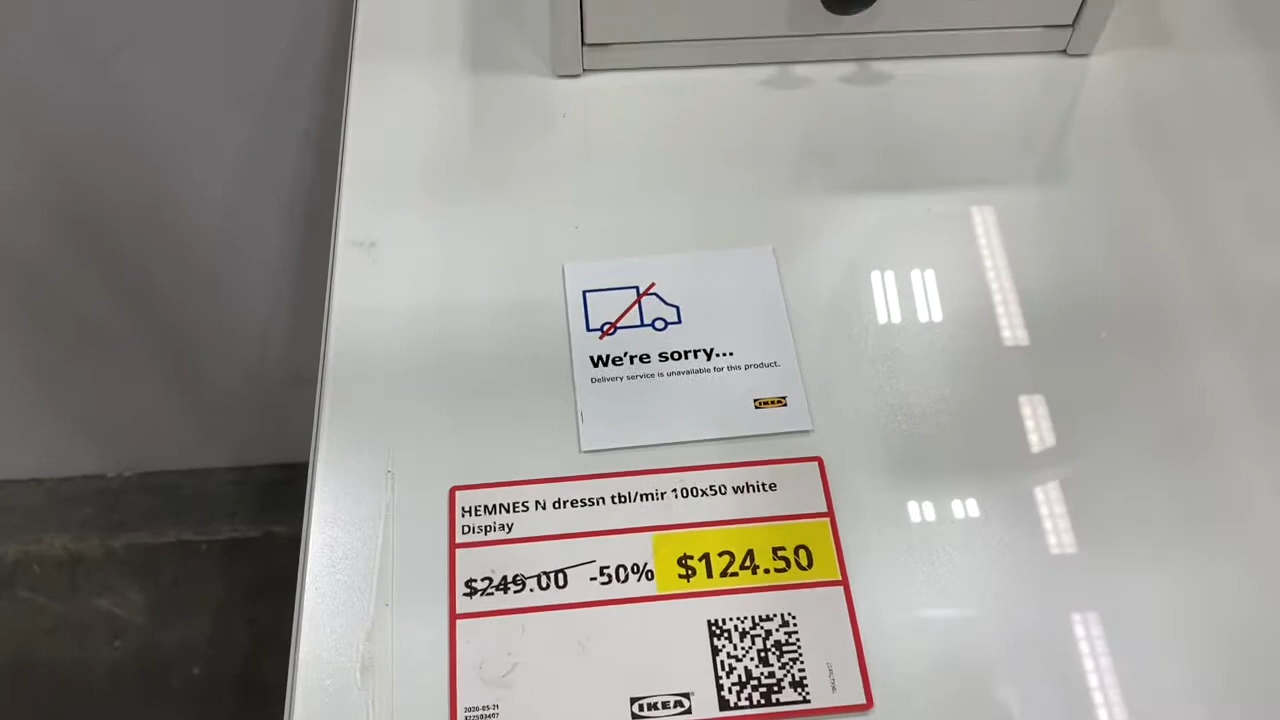 We're sorry...
Delivery service is unavailable for this product.
IKEA
HEMNES N dressn tbl/mir 100x50 white
Display
$249.00 -50% $124.50
IKEA
2020-05-21